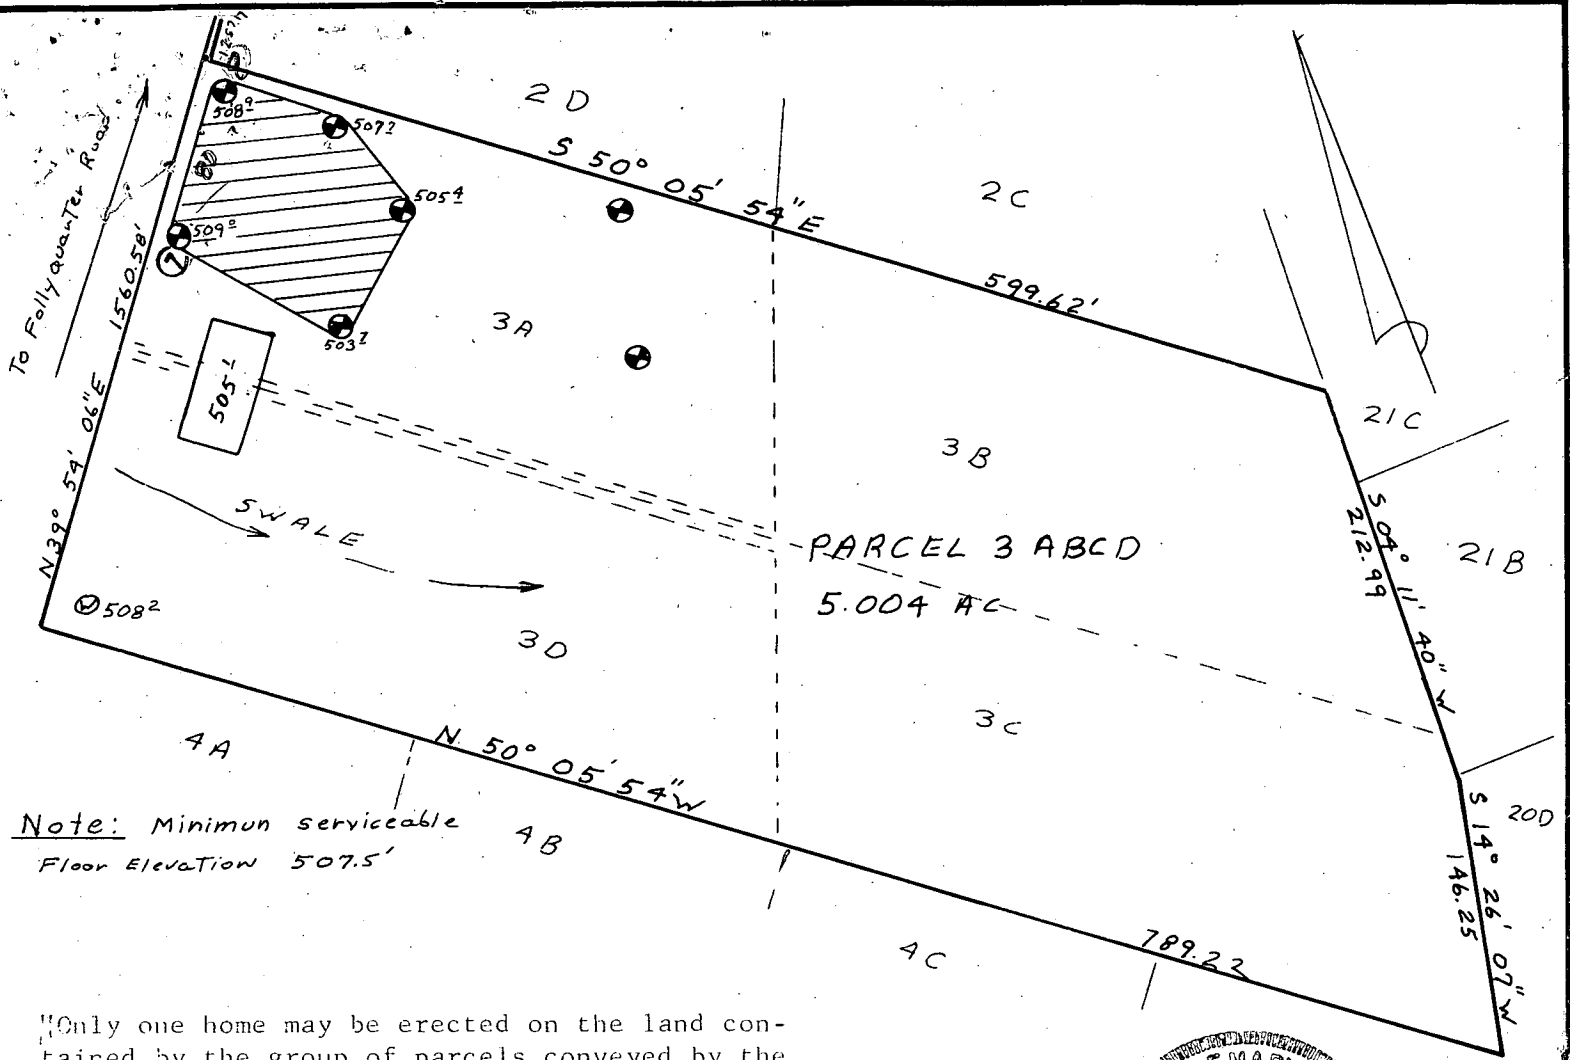 2 D
508⁹
507⁷
S 50° 05' 54" E
2 C
505⁴
509⁰
To Follyquarter Road
1560.58'
599.62'
3 A
503⁷
505¹
21 C
N 39° 54' 06" E
3 B
S 04° 11' 40" W
212.99
SWALE
PARCEL 3 ABCD
21 B
5.004 AC
508²
3 D
3 C
4 A
N 50° 05' 54" W
Note: Minimun serviceable
Floor Elevation 507.5'
4 B
S 14° 26' 07" W
146.25
20D
789.22
4 C
"Only one home may be erected on the land con-
tained by the group of parcels conveyed by the